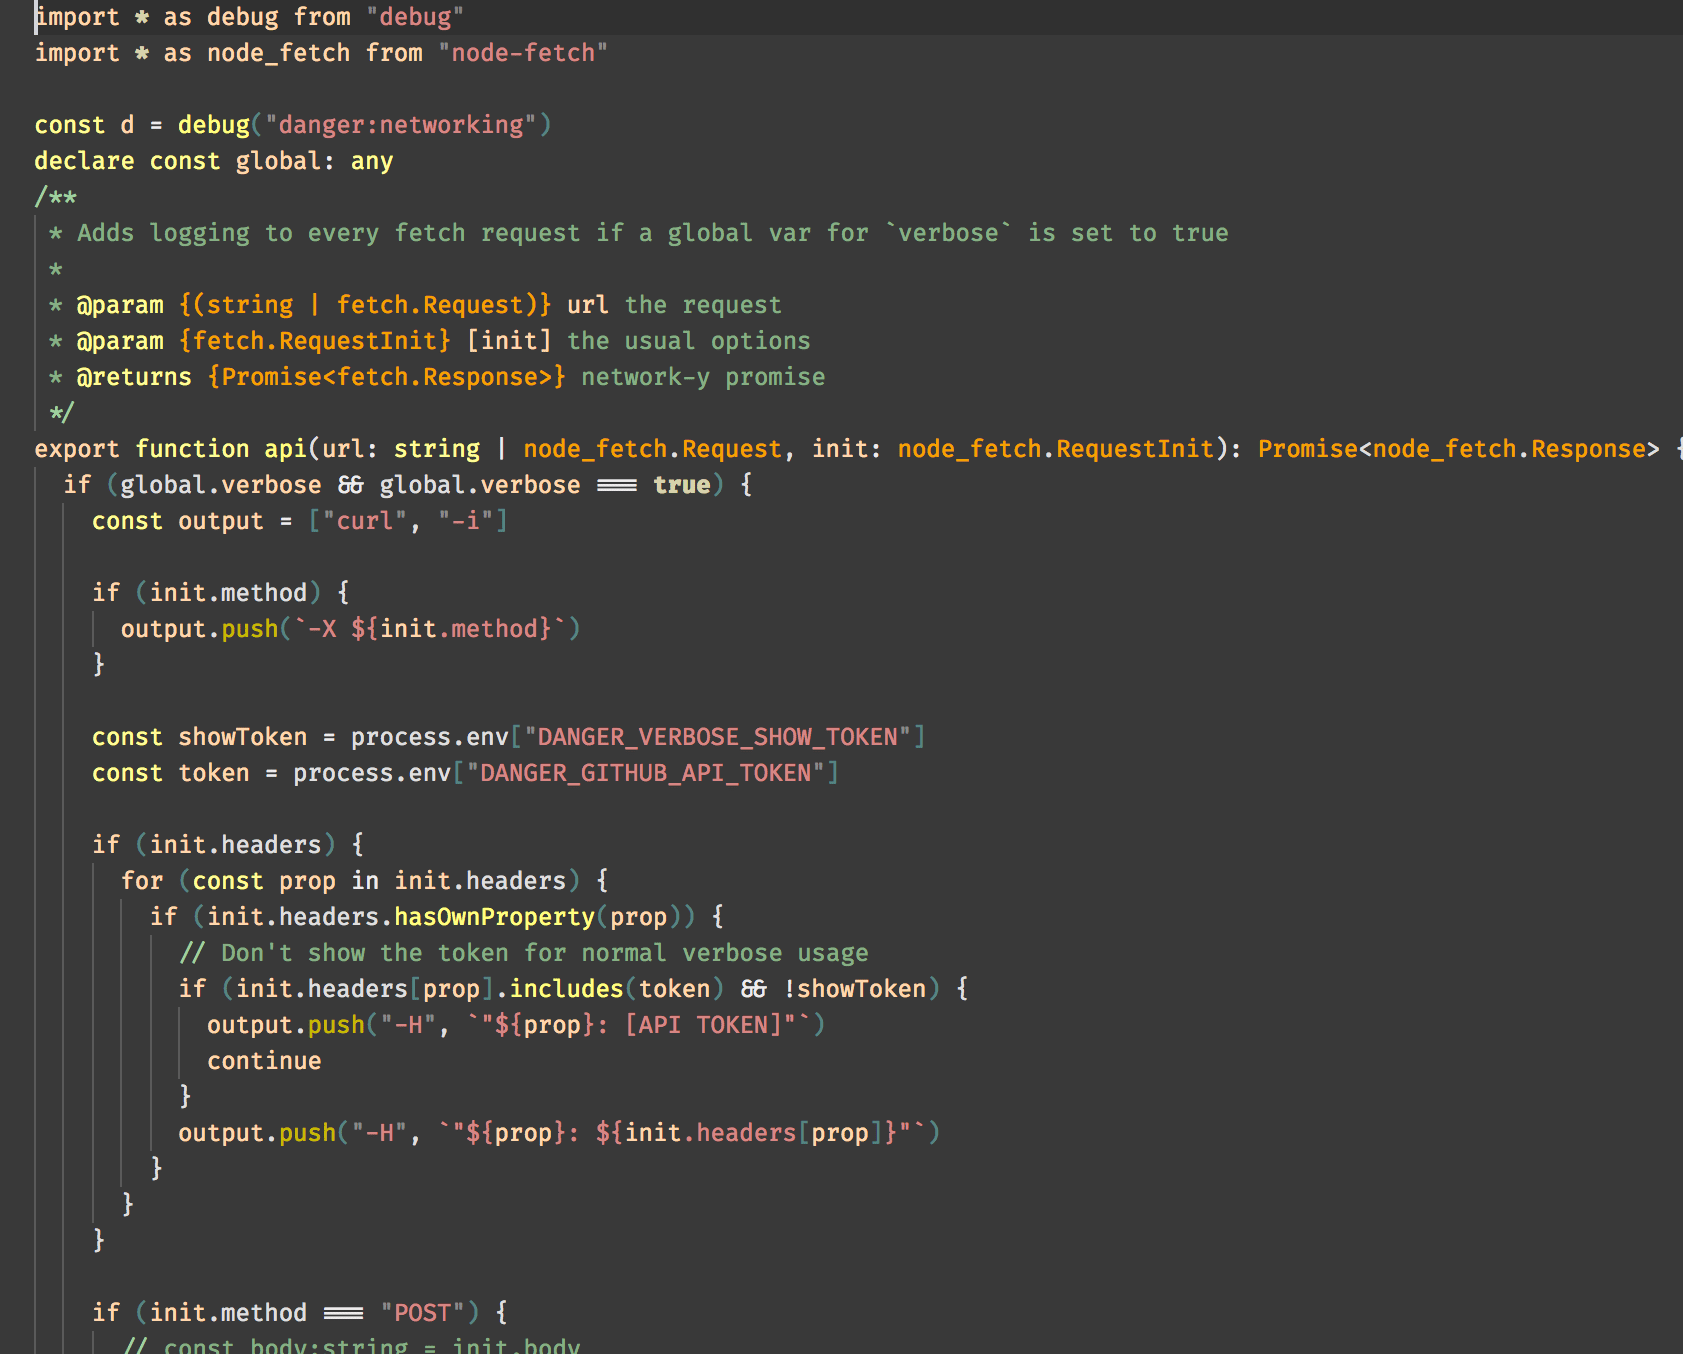 import * as debug from "debug"
import * as node_fetch from "node-fetch"
const d = debug("danger:networking")
declare const global: any
/**
* Adds logging to every fetch request if a global var for `verbose` is set to true
*
* @param {(string | fetch.Request)} url the request
* @param {fetch.RequestInit} [init] the usual options
* @returns {Promise<fetch.Response>} network-y promise
*/
export function api(url: string | node_fetch.Request, init: node_fetch.RequestInit): Promise<node_fetch.Response> {
if (global.verbose && global.verbose === true) {
const output = ["curl", "-i"]
if (init.method) {
output.push(`-X ${init.method}`)
}
const showToken = process.env["DANGER_VERBOSE_SHOW_TOKEN"]
const token = process.env["DANGER_GITHUB_API_TOKEN"]
if (init.headers) {
for (const prop in init.headers) {
if (init.headers.hasOwnProperty(prop)) {
// Don't show the token for normal verbose usage
if (init.headers[prop].includes(token) && !showToken) {
output.push("-H", `"${prop}: [API TOKEN]"`)
continue
}
output.push("-H", `"${prop}: ${init.headers[prop]}"`)
}
}
}
if (init.method === "POST") {
// const body:string = init.body